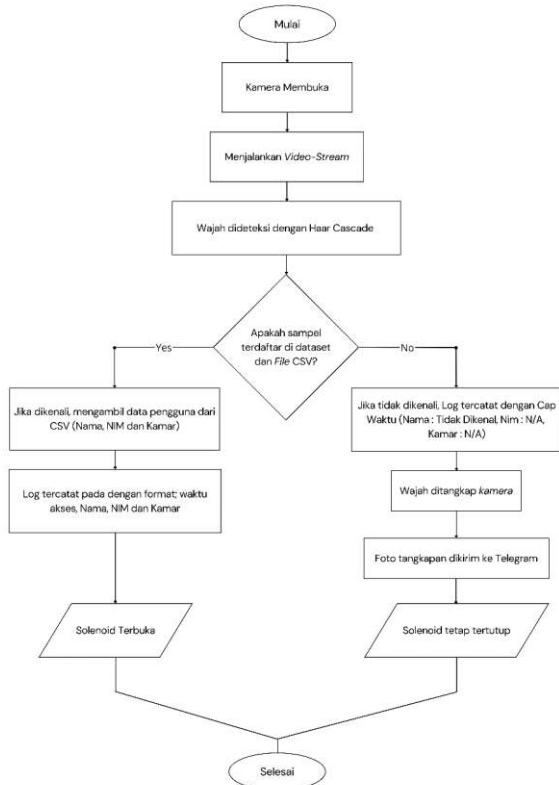 Mulai
Kamera Membuka
Menjalankan Video-Stream
Wajah dideteksi dengan Haar Cascade
Apakah sampel
terdaftar di dataset
dan File CSV?
Yes
No
Jika dikenali, mengambil data pengguna dari
CSV (Nama, NIM dan Kamar)
Log tercatat pada dengan format; waktu
akses, Nama, NIM dan Kamar
Solenoid Terbuka
Jika tidak dikenali, Log tercatat dengan Cap
Waktu (Nama : Tidak Dikenal, Nim : N/A,
Kamar : N/A)
Wajah ditangkap kamera
Foto tangkapan dikirim ke Telegram
Solenoid tetap tertutup
Selesai